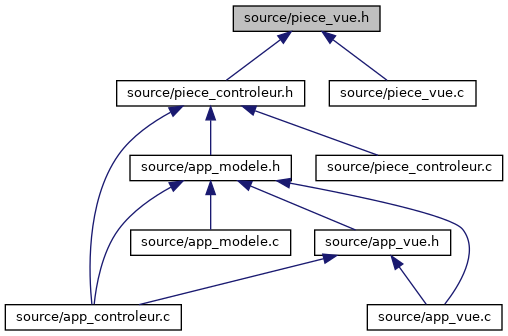 source/piece_vue.h
source/piece_controleur.h
source/piece_vue.c
source/app_modele.h
source/piece_controleur.c
source/app_modele.c
source/app_vue.h
source/app_controleur.c
source/app_vue.c